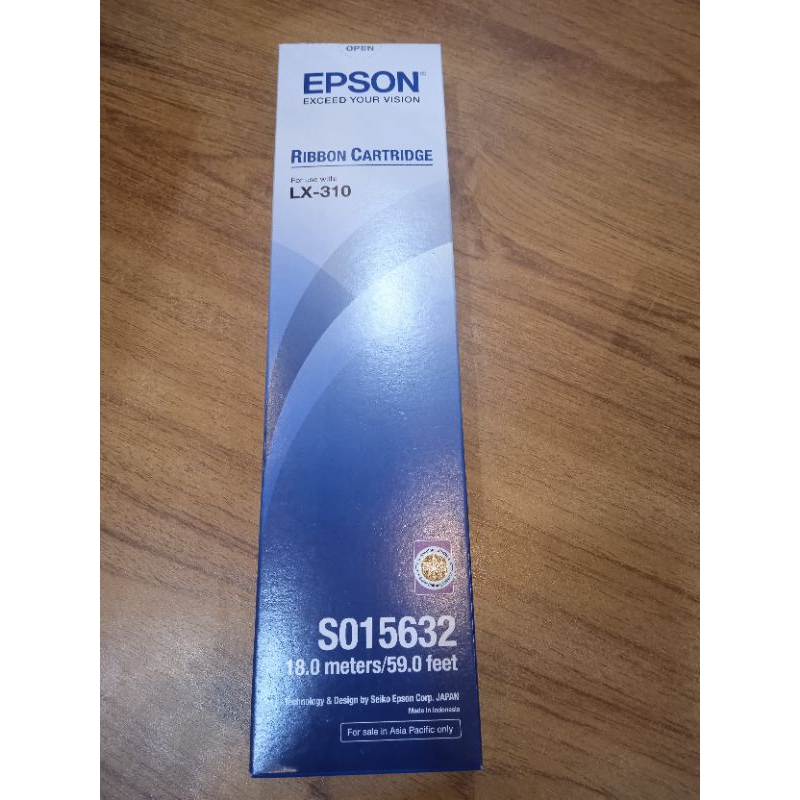 OPEN
EPSON®
EXCEED YOUR VISION
RIBBON CARTRIDGE
For use with:
LX-310
S015632
18.0 meters/59.0 feet
Technology & Design by Seiko Epson Corp. JAPAN
Made in Indonesia
For sale in Asia Pacific only